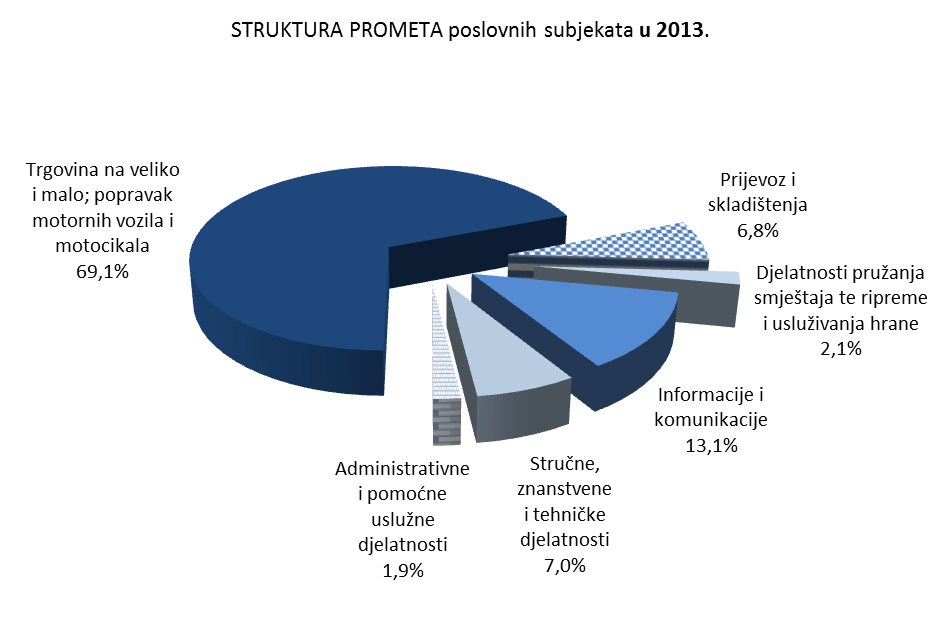 STRUKTURA PROMETA poslovnih subjekata u 2013.
Trgovina na veliko
i malo; popravak
motornih vozila i
motocikala
69,1%
Prijevoz i
skladištenja
6,8%
Djelatnosti pružanja
smještaja te ripreme
i usluživanja hrane
2,1%
Informacije i
komunikacije
13,1%
Stručne,
znanstvene
i tehničke
djelatnosti
7,0%
Administrativne
i pomoćne
uslužne
djelatnosti
1,9%